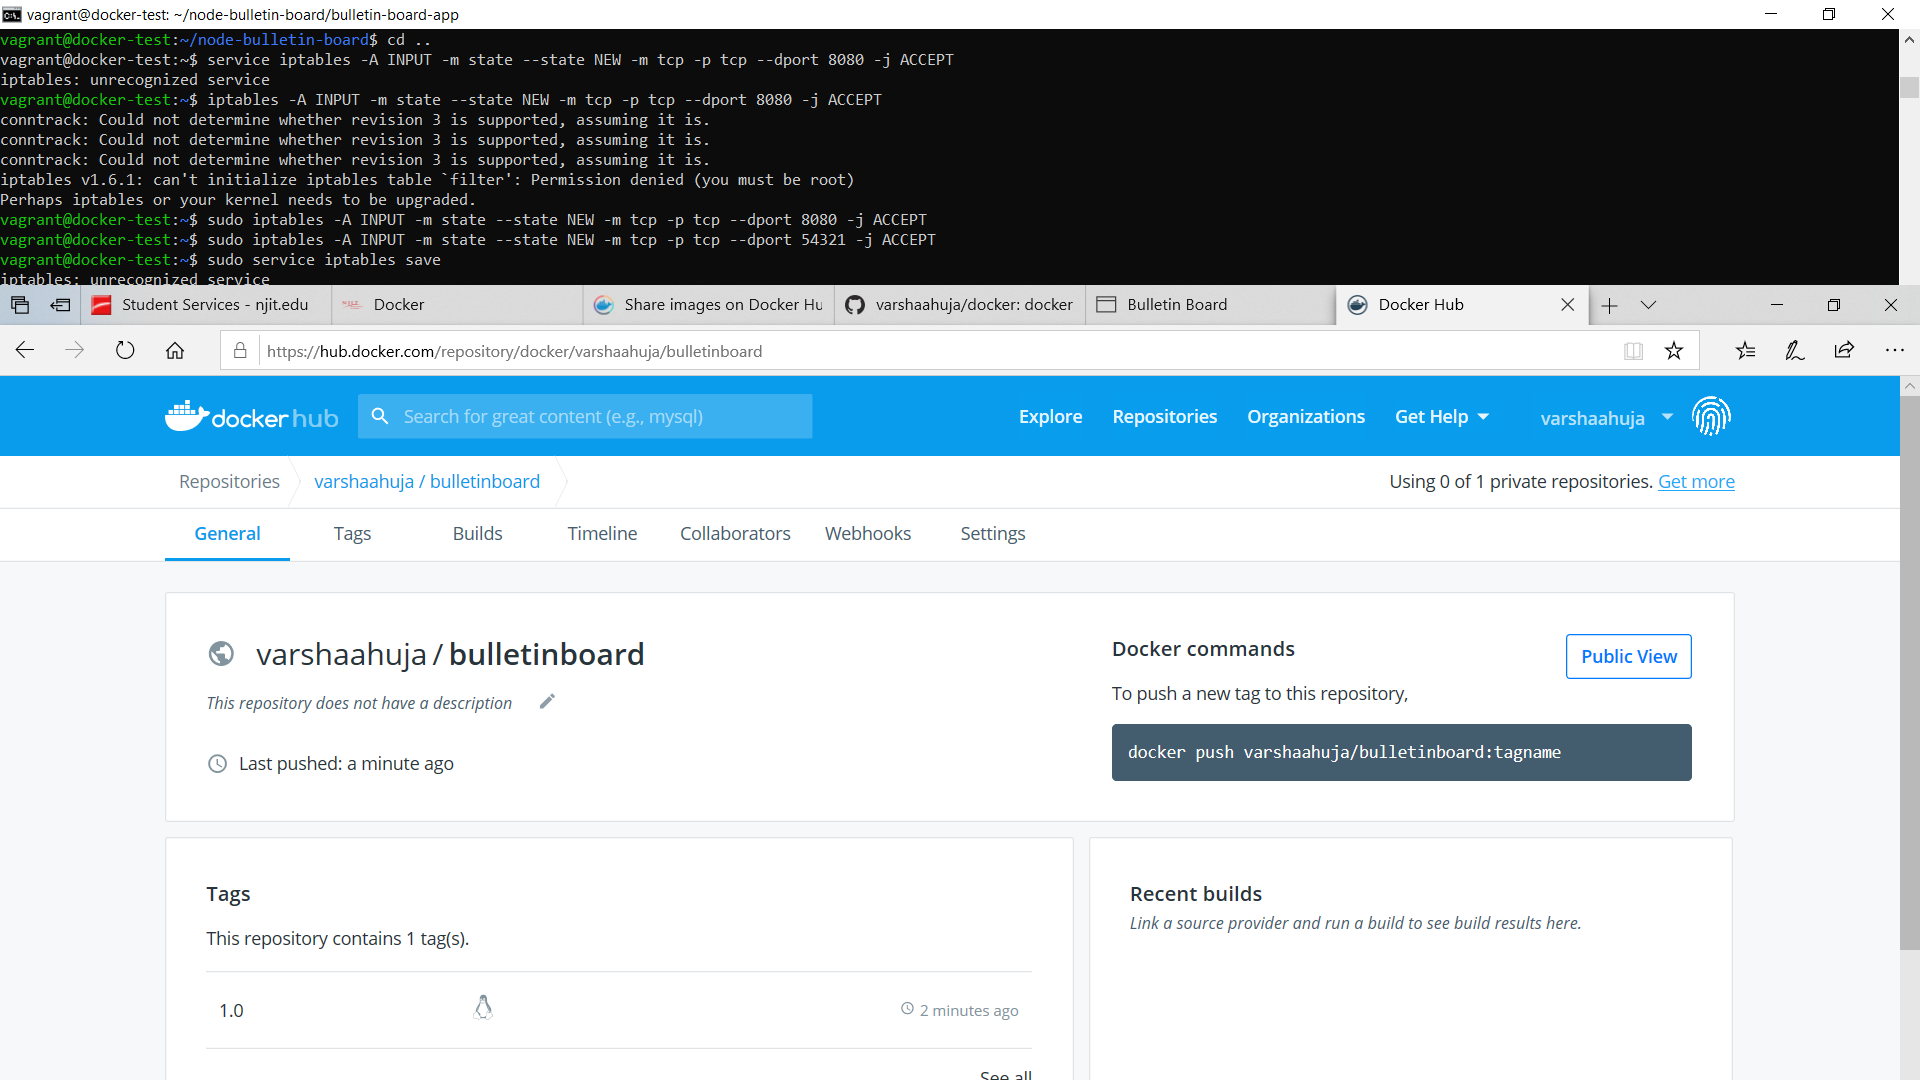 vagrant@docker-test: ~/node-bulletin-board/bulletin-board-app
vagrant@docker-test:~/node-bulletin-board$ cd ..
vagrant@docker-test:~$ service iptables -A INPUT -m state --state NEW -m tcp -p tcp --dport 8080 -j ACCEPT
iptables: unrecognized service
vagrant@docker-test:~$ iptables -A INPUT -m state --state NEW -m tcp -p tcp --dport 8080 -j ACCEPT
conntrack: Could not determine whether revision 3 is supported, assuming it is.
conntrack: Could not determine whether revision 3 is supported, assuming it is.
conntrack: Could not determine whether revision 3 is supported, assuming it is.
iptables v1.6.1: can't initialize iptables table `filter': Permission denied (you must be root)
Perhaps iptables or your kernel needs to be upgraded.
vagrant@docker-test:~$ sudo iptables -A INPUT -m state --state NEW -m tcp -p tcp --dport 8080 -j ACCEPT
vagrant@docker-test:~$ sudo iptables -A INPUT -m state --state NEW -m tcp -p tcp --dport 54321 -j ACCEPT
vagrant@docker-test:~$ sudo service iptables save
iptables: unrecognized service
Student Services - njit.edu Docker Share images on Docker Hu varshaahuja/docker: docker Bulletin Board Docker Hub
https://hub.docker.com/repository/docker/varshaahuja/bulletinboard
docker hub Search for great content (e.g., mysql) Explore Repositories Organizations Get Help varshaahuja
Repositories varshaahuja / bulletinboard Using 0 of 1 private repositories. Get more
General Tags Builds Timeline Collaborators Webhooks Settings
varshaahuja / bulletinboard
This repository does not have a description
Last pushed: a minute ago
Docker commands
Public View
To push a new tag to this repository,
docker push varshaahuja/bulletinboard:tagname
Tags
This repository contains 1 tag(s).
1.0 2 minutes ago
See all
Recent builds
Link a source provider and run a build to see build results here.